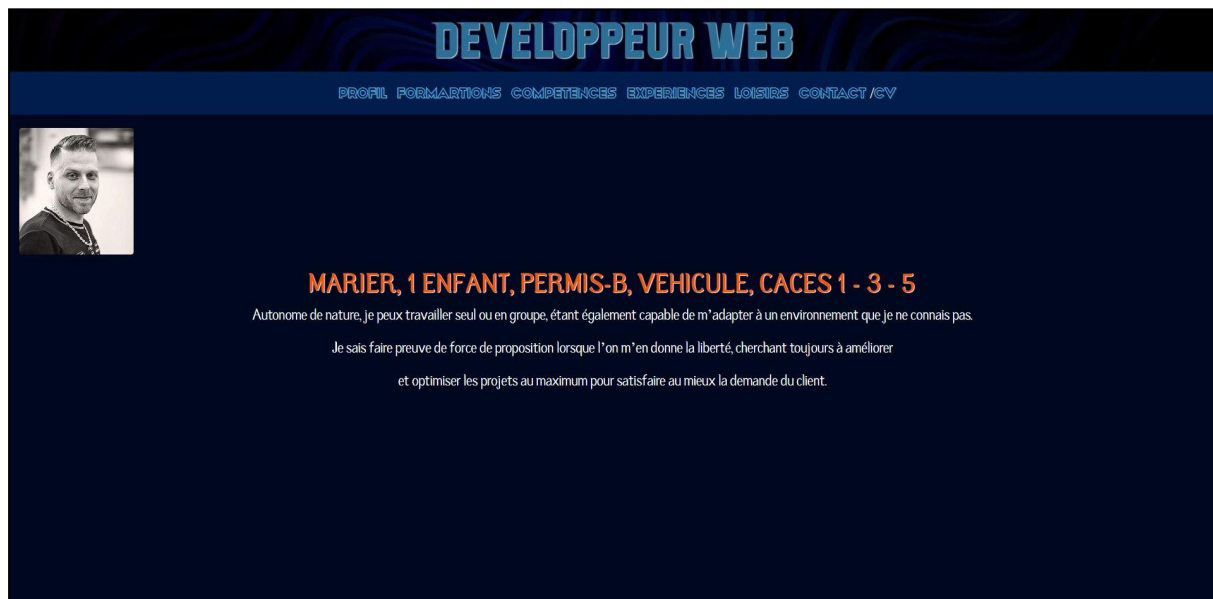 DEVELOPPEUR WEB
PROFIL FORMARTIONS COMPETENCES EXPERIENCES LOISIRS CONTACT /CV
MARIER, 1 ENFANT, PERMIS-B, VEHICULE, CACES 1 - 3 - 5
Autonome de nature, je peux travailler seul ou en groupe, étant également capable de m’adapter à un environnement que je ne connais pas.
Je sais faire preuve de force de proposition lorsque l’on m’en donne la liberté, cherchant toujours à améliorer
et optimiser les projets au maximum pour satisfaire au mieux la demande du client.